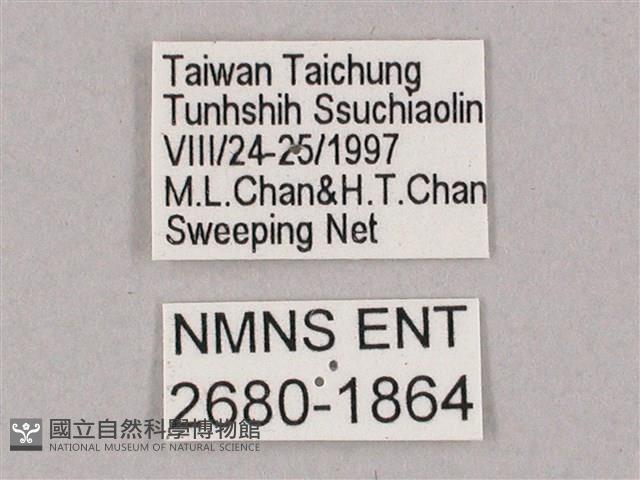 Taiwan Taichung
Tunhshih Ssuchiaolin
VIII/24-25/1997
M.L.Chan&H.T.Chan
Sweeping Net
NMNS ENT
2680-1864
國立自然科學博物館
NATIONAL MUSEUM OF NATURAL SCIENCE